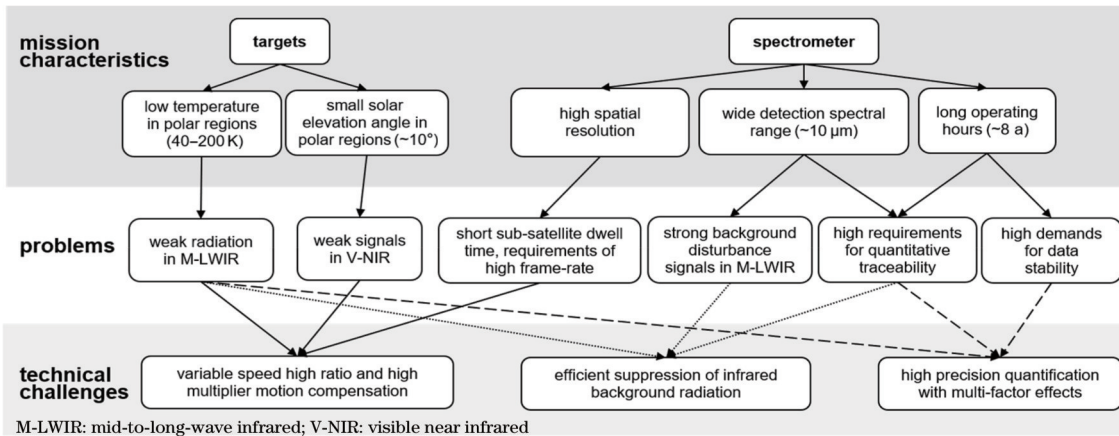 mission
characteristics
targets
spectrometer
low temperature
in polar regions
(40–200 K)
small solar
elevation angle in
polar regions (~10°)
high spatial
resolution
wide detection spectral
range (~10 μm)
long operating
hours (~8 a)
problems
weak radiation
in M-LWIR
weak signals
in V-NIR
short sub-satellite dwell
time, requirements of
high frame-rate
strong background
disturbance
signals in M-LWIR
high requirements
for quantitative
traceability
high demands
for data
stability
technical
challenges
variable speed high ratio and high
multiplier motion compensation
efficient suppression of infrared
background radiation
high precision quantification
with multi-factor effects
M-LWIR: mid-to-long-wave infrared; V-NIR: visible near infrared